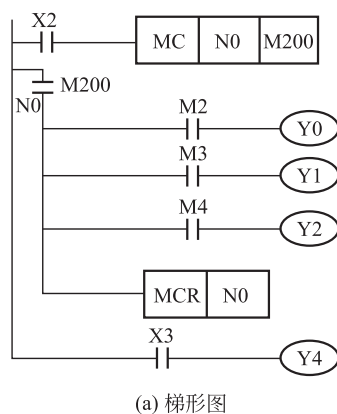 X2
MC N0 M200
M200
N0
M2
Y0
M3
Y1
M4
Y2
MCR N0
X3
Y4
(a) 梯形图